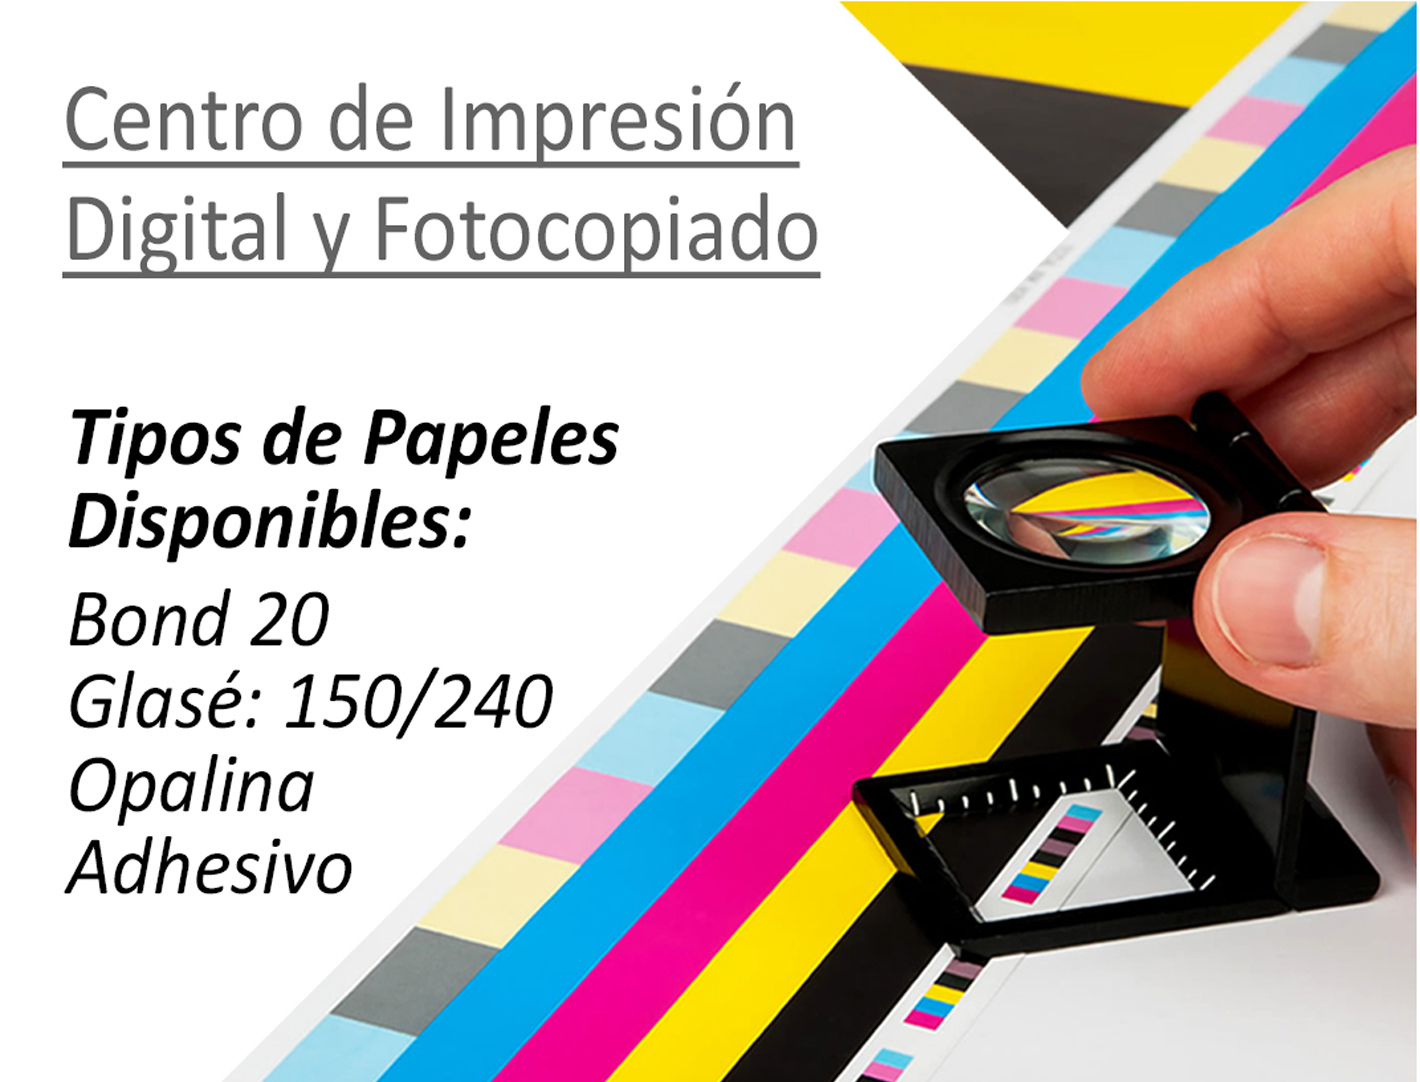 Centro de Impresión
Digital y Fotocopiado
Tipos de Papeles
Disponibles:
Bond 20
Glasé: 150/240
Opalina
Adhesivo